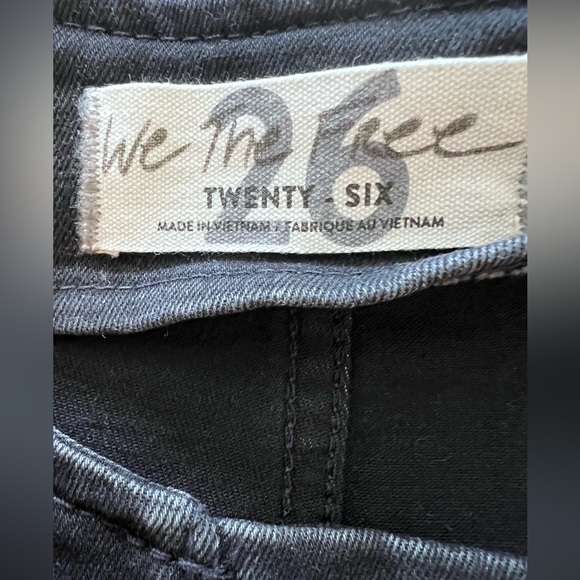 We The Free
26
TWENTY - SIX
MADE IN VIETNAM / FABRIQUE AU VIETNAM